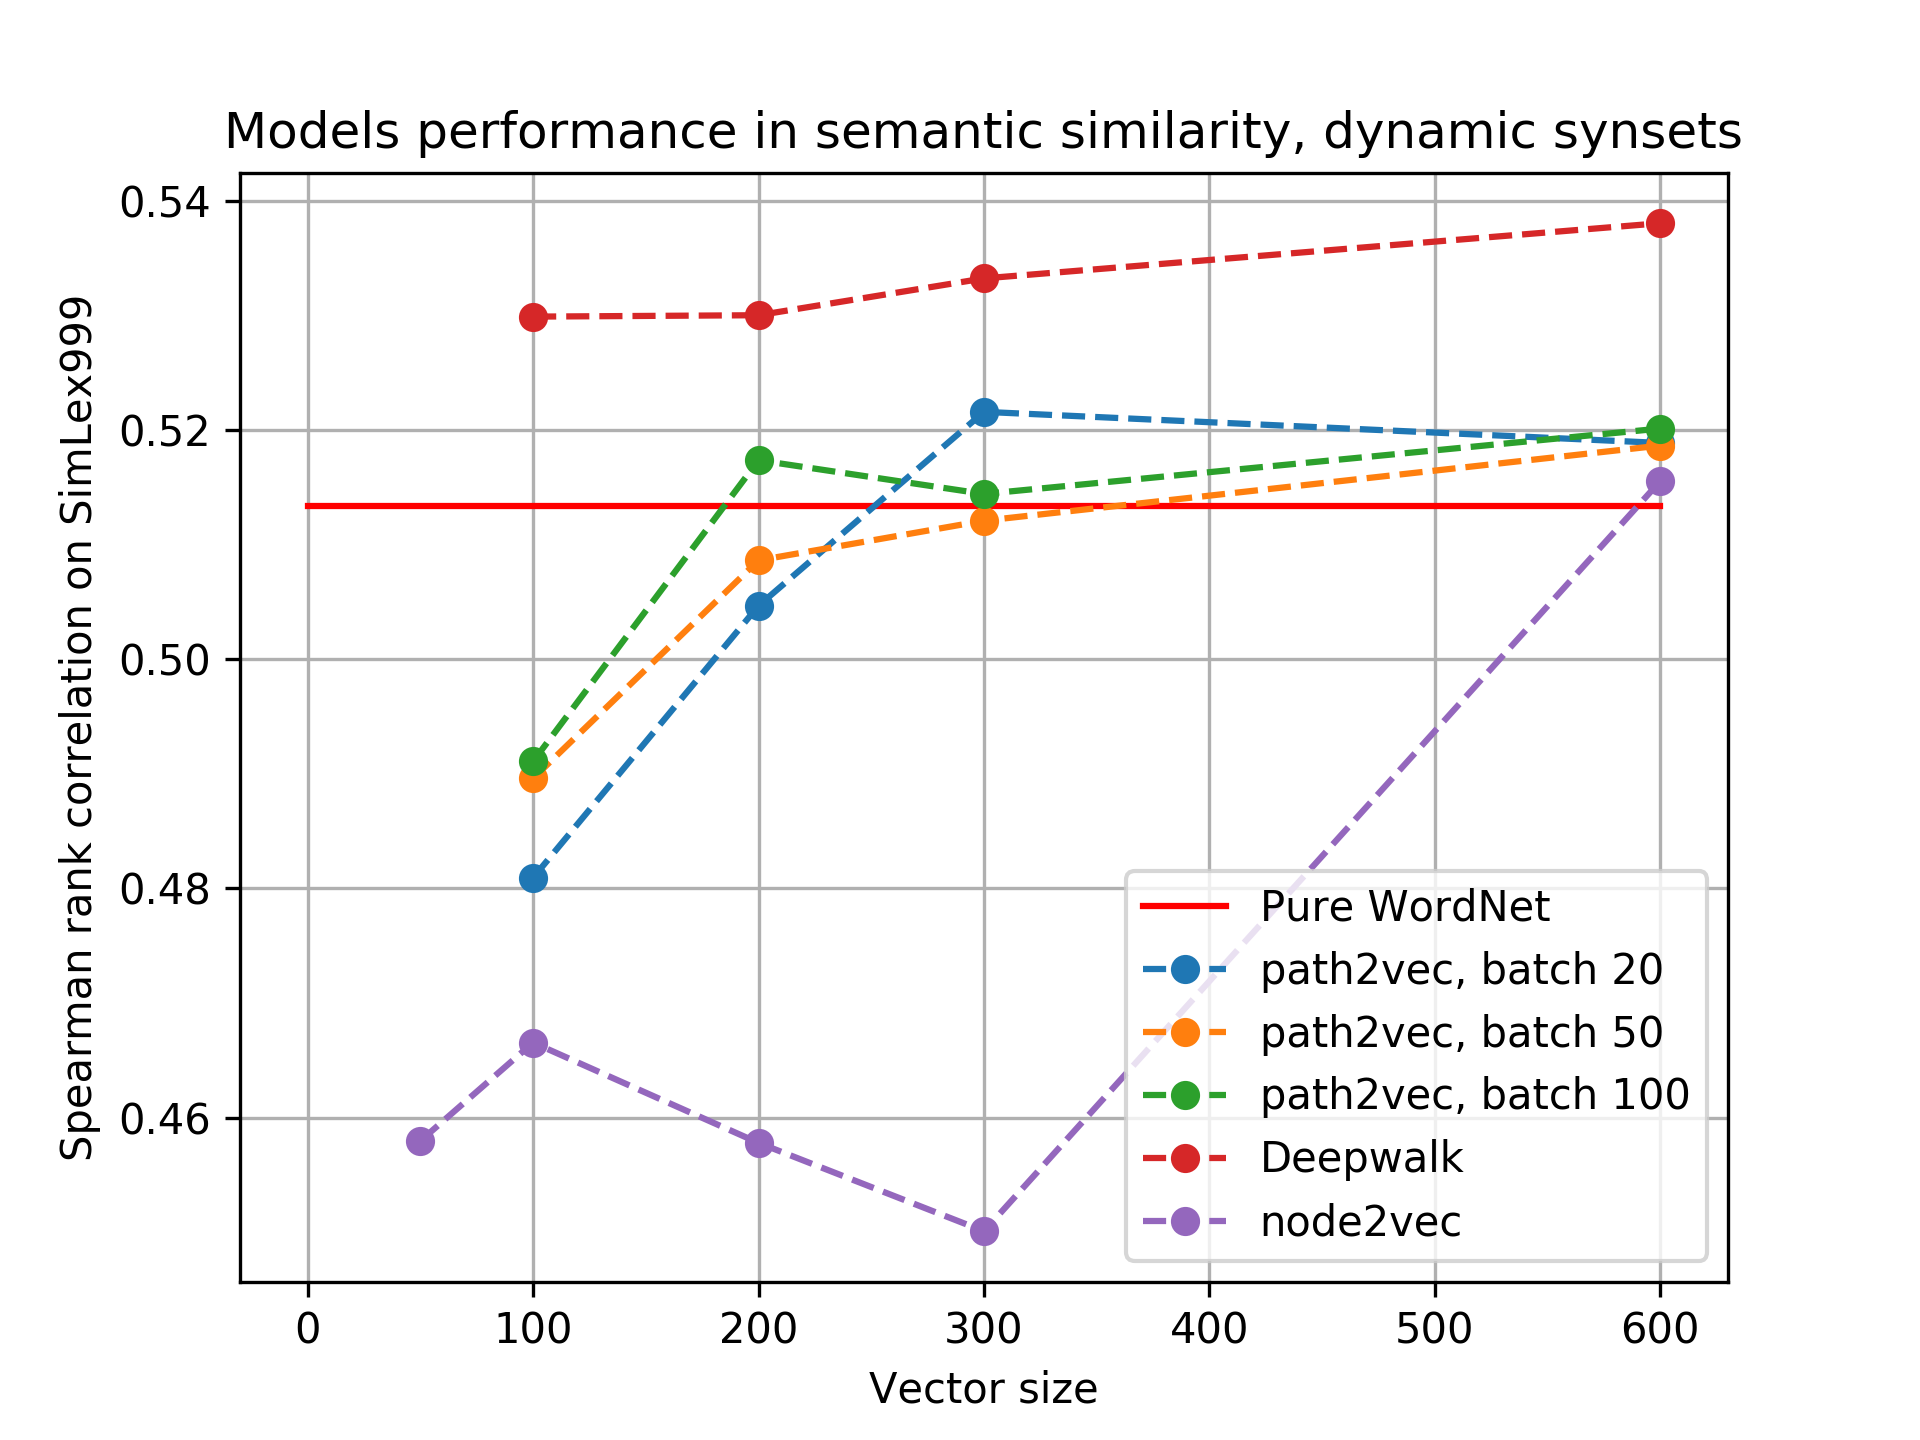 Models performance in semantic similarity, dynamic synsets
Spearman rank correlation on SimLex999
0.54
0.52
0.50
0.48
0.46
0 100 200 300 400 500 600
Vector size
Pure WordNet
path2vec, batch 20
path2vec, batch 50
path2vec, batch 100
Deepwalk
node2vec